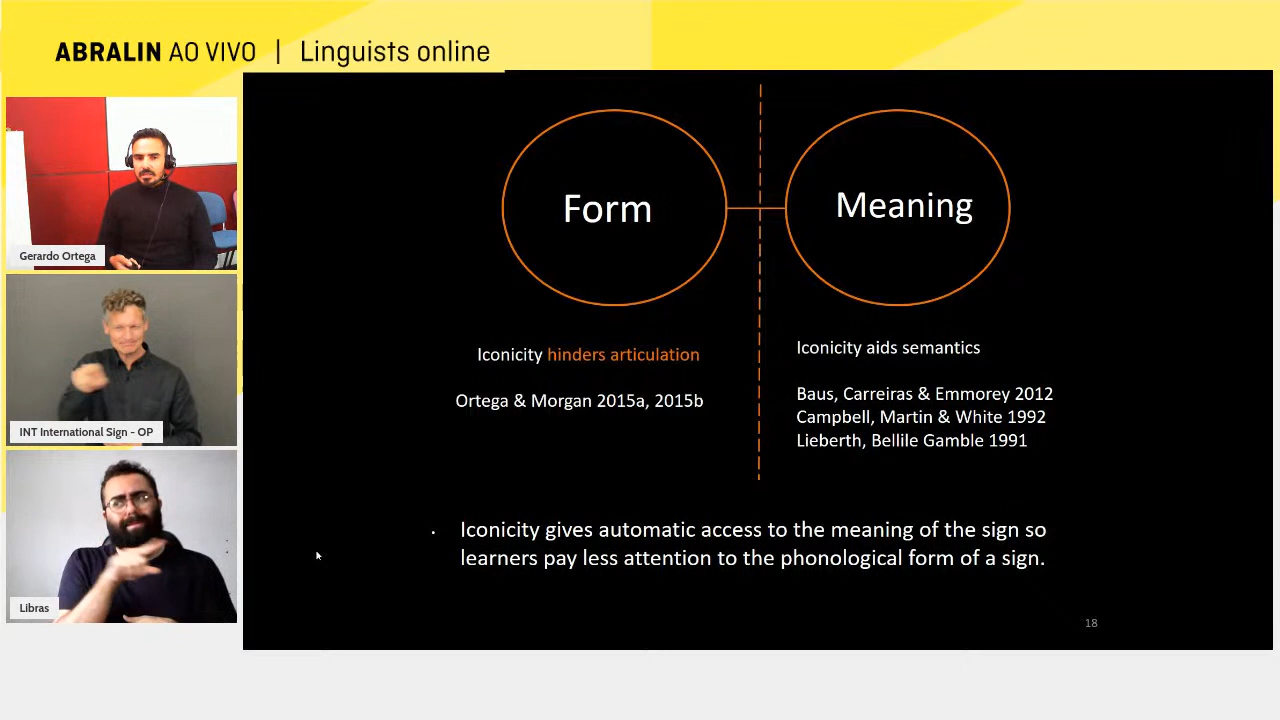 ABRALIN AO VIVO | Linguists online
Gerardo Ortega
INT International Sign - OP
Libras
Form
Meaning
Iconicity hinders articulation
Ortega & Morgan 2015a, 2015b
Iconicity aids semantics
Baus, Carreiras & Emmorey 2012
Campbell, Martin & White 1992
Lieberth, Bellile Gamble 1991
· Iconicity gives automatic access to the meaning of the sign so
learners pay less attention to the phonological form of a sign.
18